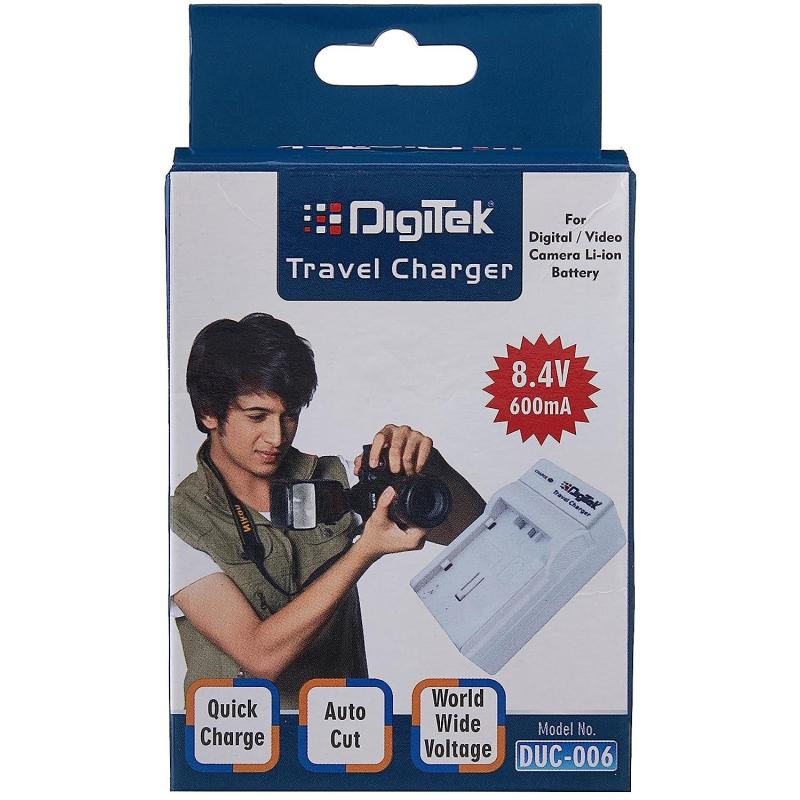 DigiTek®
Travel Charger
For
Digital / Video
Camera Li-ion
Battery
8.4V
600mA
CHARGE
DigiTek
Travel Charger
Nikon
Quick
Charge
Auto
Cut
World
Wide
Voltage
Model No.
DUC-006